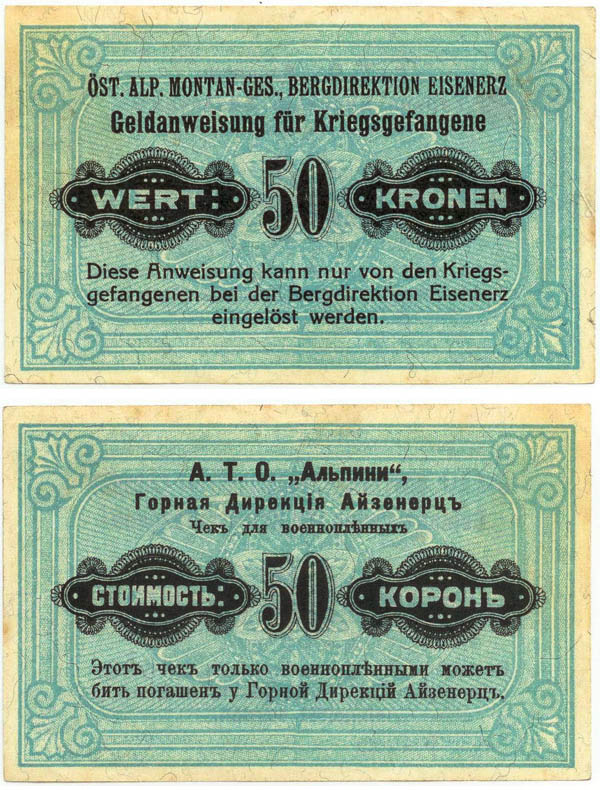 ÖST. ALP. MONTAN-GES., BERGDIREKTION EISENERZ
Geldanweisung für Kriegsgefangene
WERT: 50 KRONEN
Diese Anweisung kann nur von den Kriegs-
gefangenen bei der Bergdirektion Eisenerz
eingelöst werden.
А. Т. О. „Альпини“,
Горная Дирекція Айзенерцъ
Чекъ для военноплѣнныхъ
СТОИМОСТЬ: 50 КОРОНЪ
Этотъ чекъ только военноплѣнными можетъ
бить погашенъ у Горной Дирекцій Айзенерцъ.